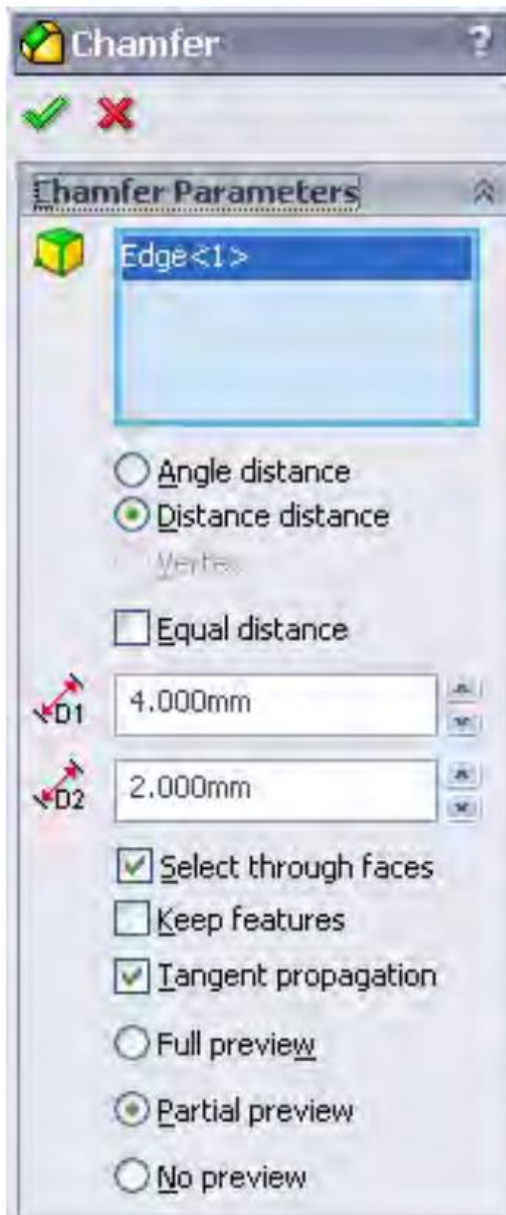 Chamfer ?
Chamfer Parameters
Edge<1>
Angle distance
Distance distance
Vertex
Equal distance
D1 4.000mm
D2 2.000mm
Select through faces
Keep features
Tangent propagation
Full preview
Partial preview
No preview